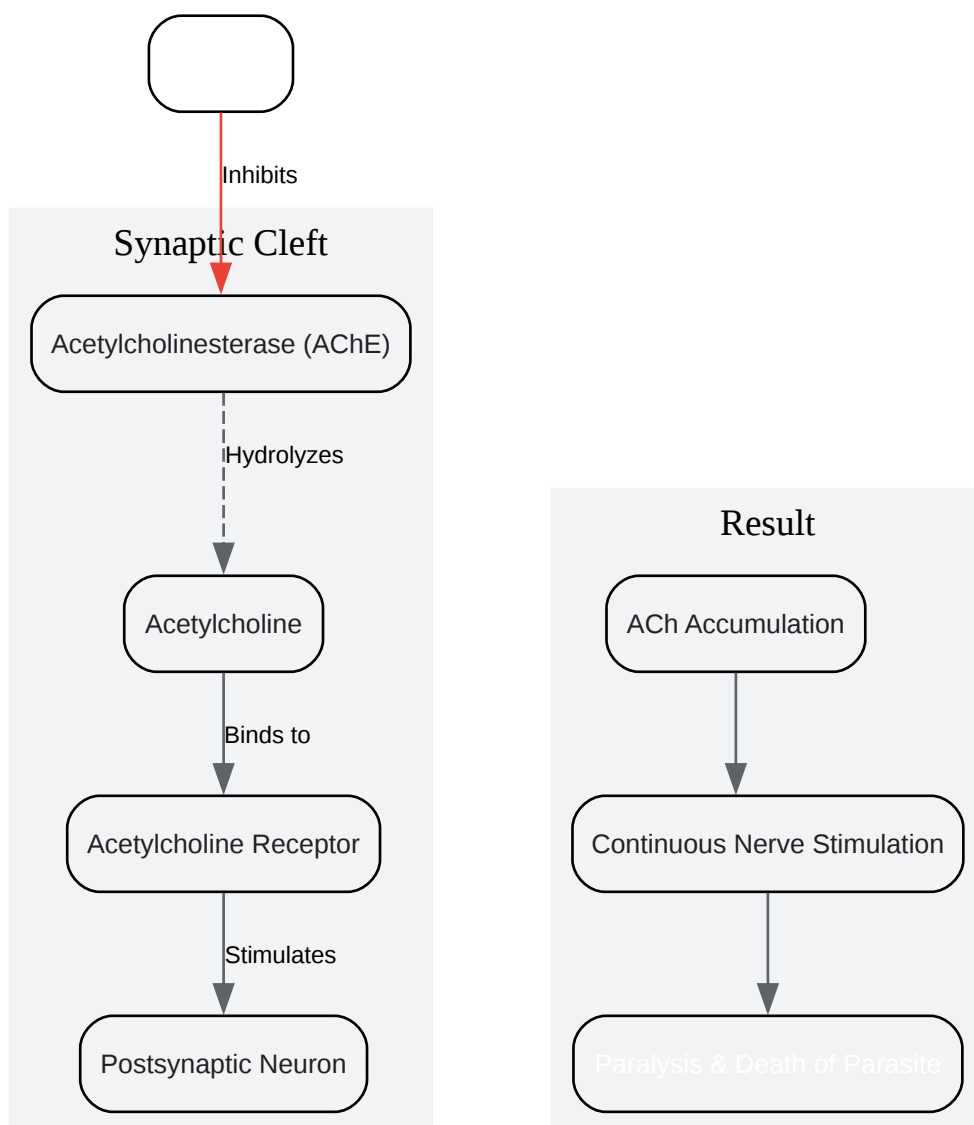 Inhibits
Synaptic Cleft
Acetylcholinesterase (AChE)
Hydrolyzes
Acetylcholine
Binds to
Acetylcholine Receptor
Stimulates
Postsynaptic Neuron
Result
ACh Accumulation
Continuous Nerve Stimulation
Paralysis & Death of Parasite